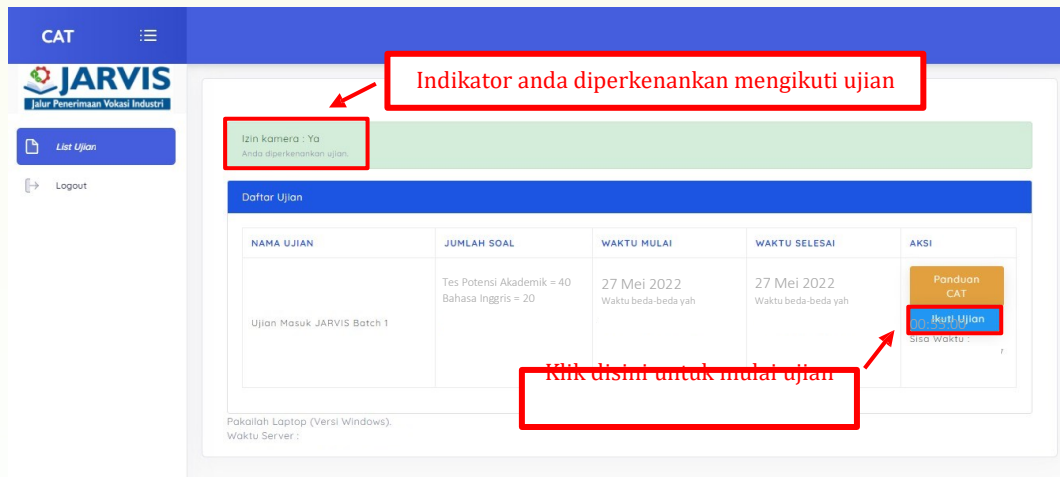 CAT
JARVIS
Jalur Penerimaan Vokasi Industri
List Ujian
Logout
Indikator anda diperkenankan mengikuti ujian
Izin kamera : Ya
Anda diperkenankan ujian.
Daftar Ujian
NAMA UJIAN JUMLAH SOAL WAKTU MULAI WAKTU SELESAI AKSI
Ujian Masuk JARVIS Batch 1
Tes Potensi Akademik = 40
Bahasa Inggris = 20
27 Mei 2022
Waktu beda-beda yah
27 Mei 2022
Waktu beda-beda yah
Panduan
CAT
Ikuti Ujian
00:55:00
Sisa Waktu :
Klik disini untuk mulai ujian
Pakailah Laptop (Versi Windows).
Waktu Server :